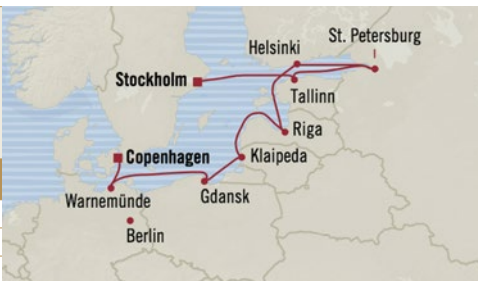 St. Petersburg
Helsinki
Stockholm
Tallinn
Riga
Copenhagen
Klaipeda
Warnemünde
Gdansk
Berlin